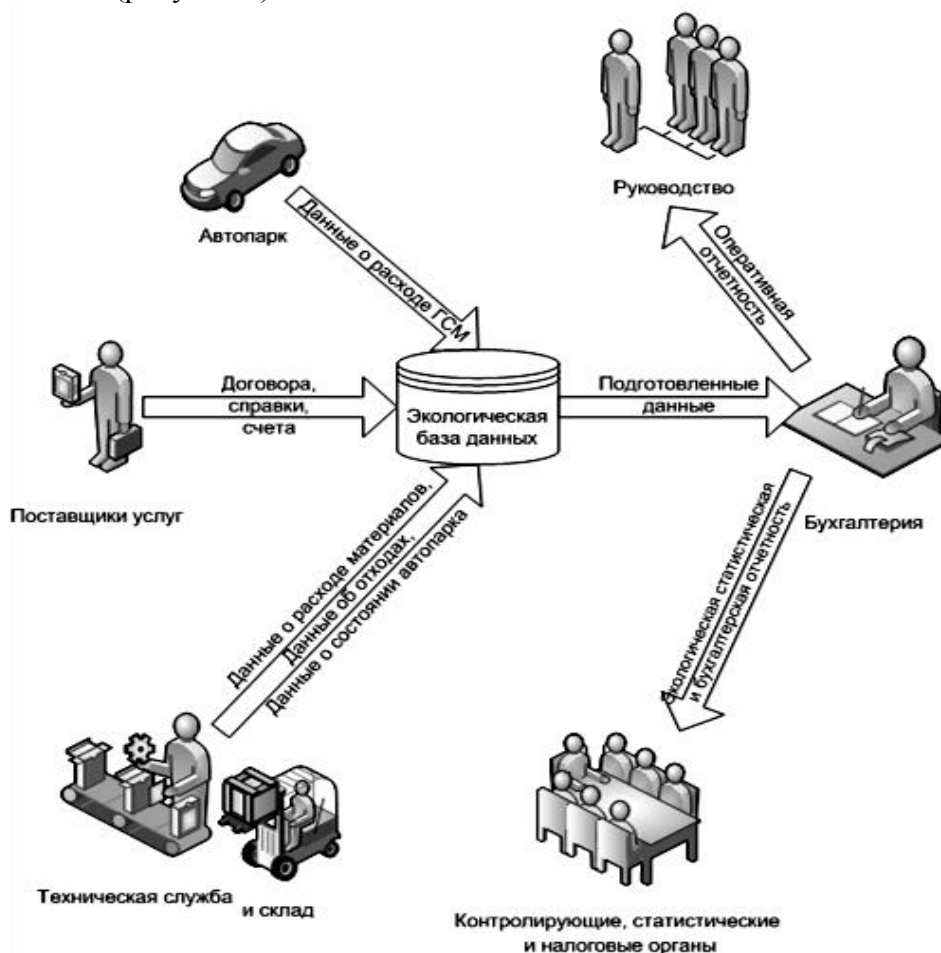 Руководство
Автопарк
Данные о расходе ГСМ
Оперативная
отчетность
Договора,
справки,
счета
Экологическая
база данных
Подготовленные
данные
Поставщики услуг
Бухгалтерия
Данные о расходе материалов,
Данные об отходах,
Данные о состоянии автопарка
Экологическая статистическая
и бухгалтерская отчетность
Техническая служба и склад
Контролирующие, статистические
и налоговые органы